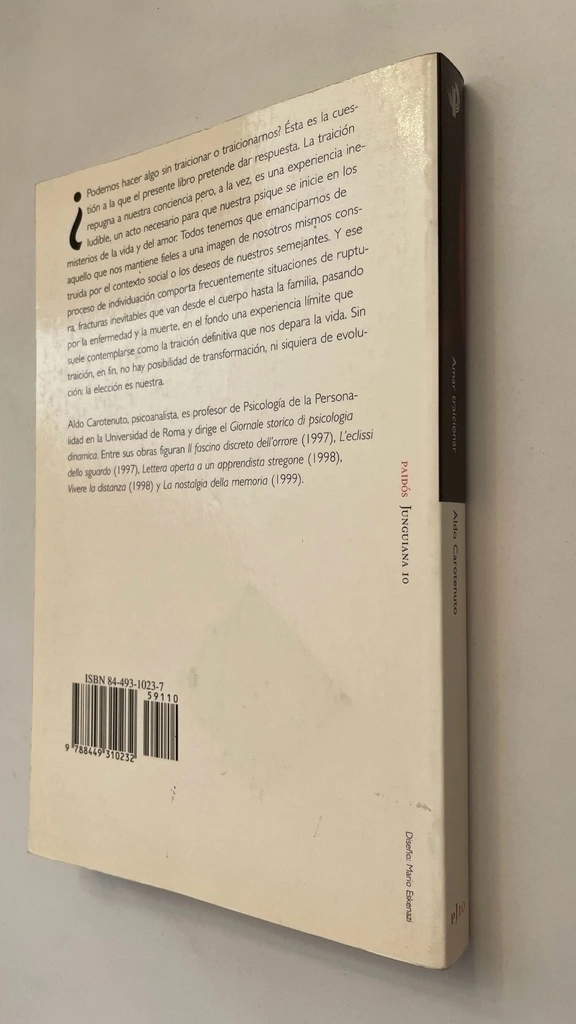 ¿Podemos hacer algo sin traicionar o traicionarnos? Ésta es la cues-
tión a la que el presente libro pretende dar respuesta. La traición
repugna a nuestra conciencia pero, a la vez, es una experiencia ine-
ludible, un acto necesario para que nuestra psique se inicie en los
misterios de la vida y del amor. Todos tenemos que emanciparnos de
aquello que nos mantiene fieles a una imagen de nosotros mismos cons-
truida por el contexto social o los deseos de nuestros semejantes. Y ese
proceso de individuación comporta frecuentemente situaciones de ruptu-
ra, fracturas inevitables que van desde el cuerpo hasta la familia, pasando
por la enfermedad y la muerte, en el fondo una experiencia límite que
suele contemplarse como la traición definitiva que nos depara la vida. Sin
traición, en fin, no hay posibilidad de transformación, ni siquiera de evolu-
ción: la elección es nuestra.
Aldo Carotenuto, psicoanalista, es profesor de Psicología de la Persona-
lidad en la Universidad de Roma y dirige el Giornale storico di psicologia
dinamica. Entre sus obras figuran Il fascino discreto dell'orrore (1997), L'eclissi
dello sguardo (1997), Lettera aperta a un apprendista stregone (1998),
Vivere la distanza (1998) y La nostalgia della memoria (1999).
PAIDÓS JUNGUIANA 10
ISBN 84-493-1023-7
59110
9 788449 310232
Diseño: Mario Eskenazi
Amar traicionar
Aldo Carotenuto
P/10